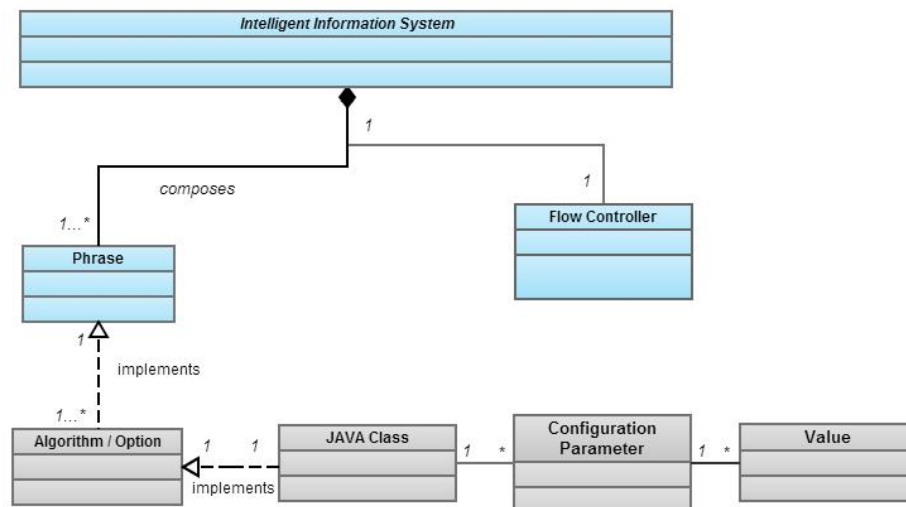 Intelligent Information System
1
composes
1
1...*
Flow Controller
Phrase
1
implements
1...*
Algorithm / Option
1
1
implements
JAVA Class
1
*
Configuration
Parameter
1
*
Value